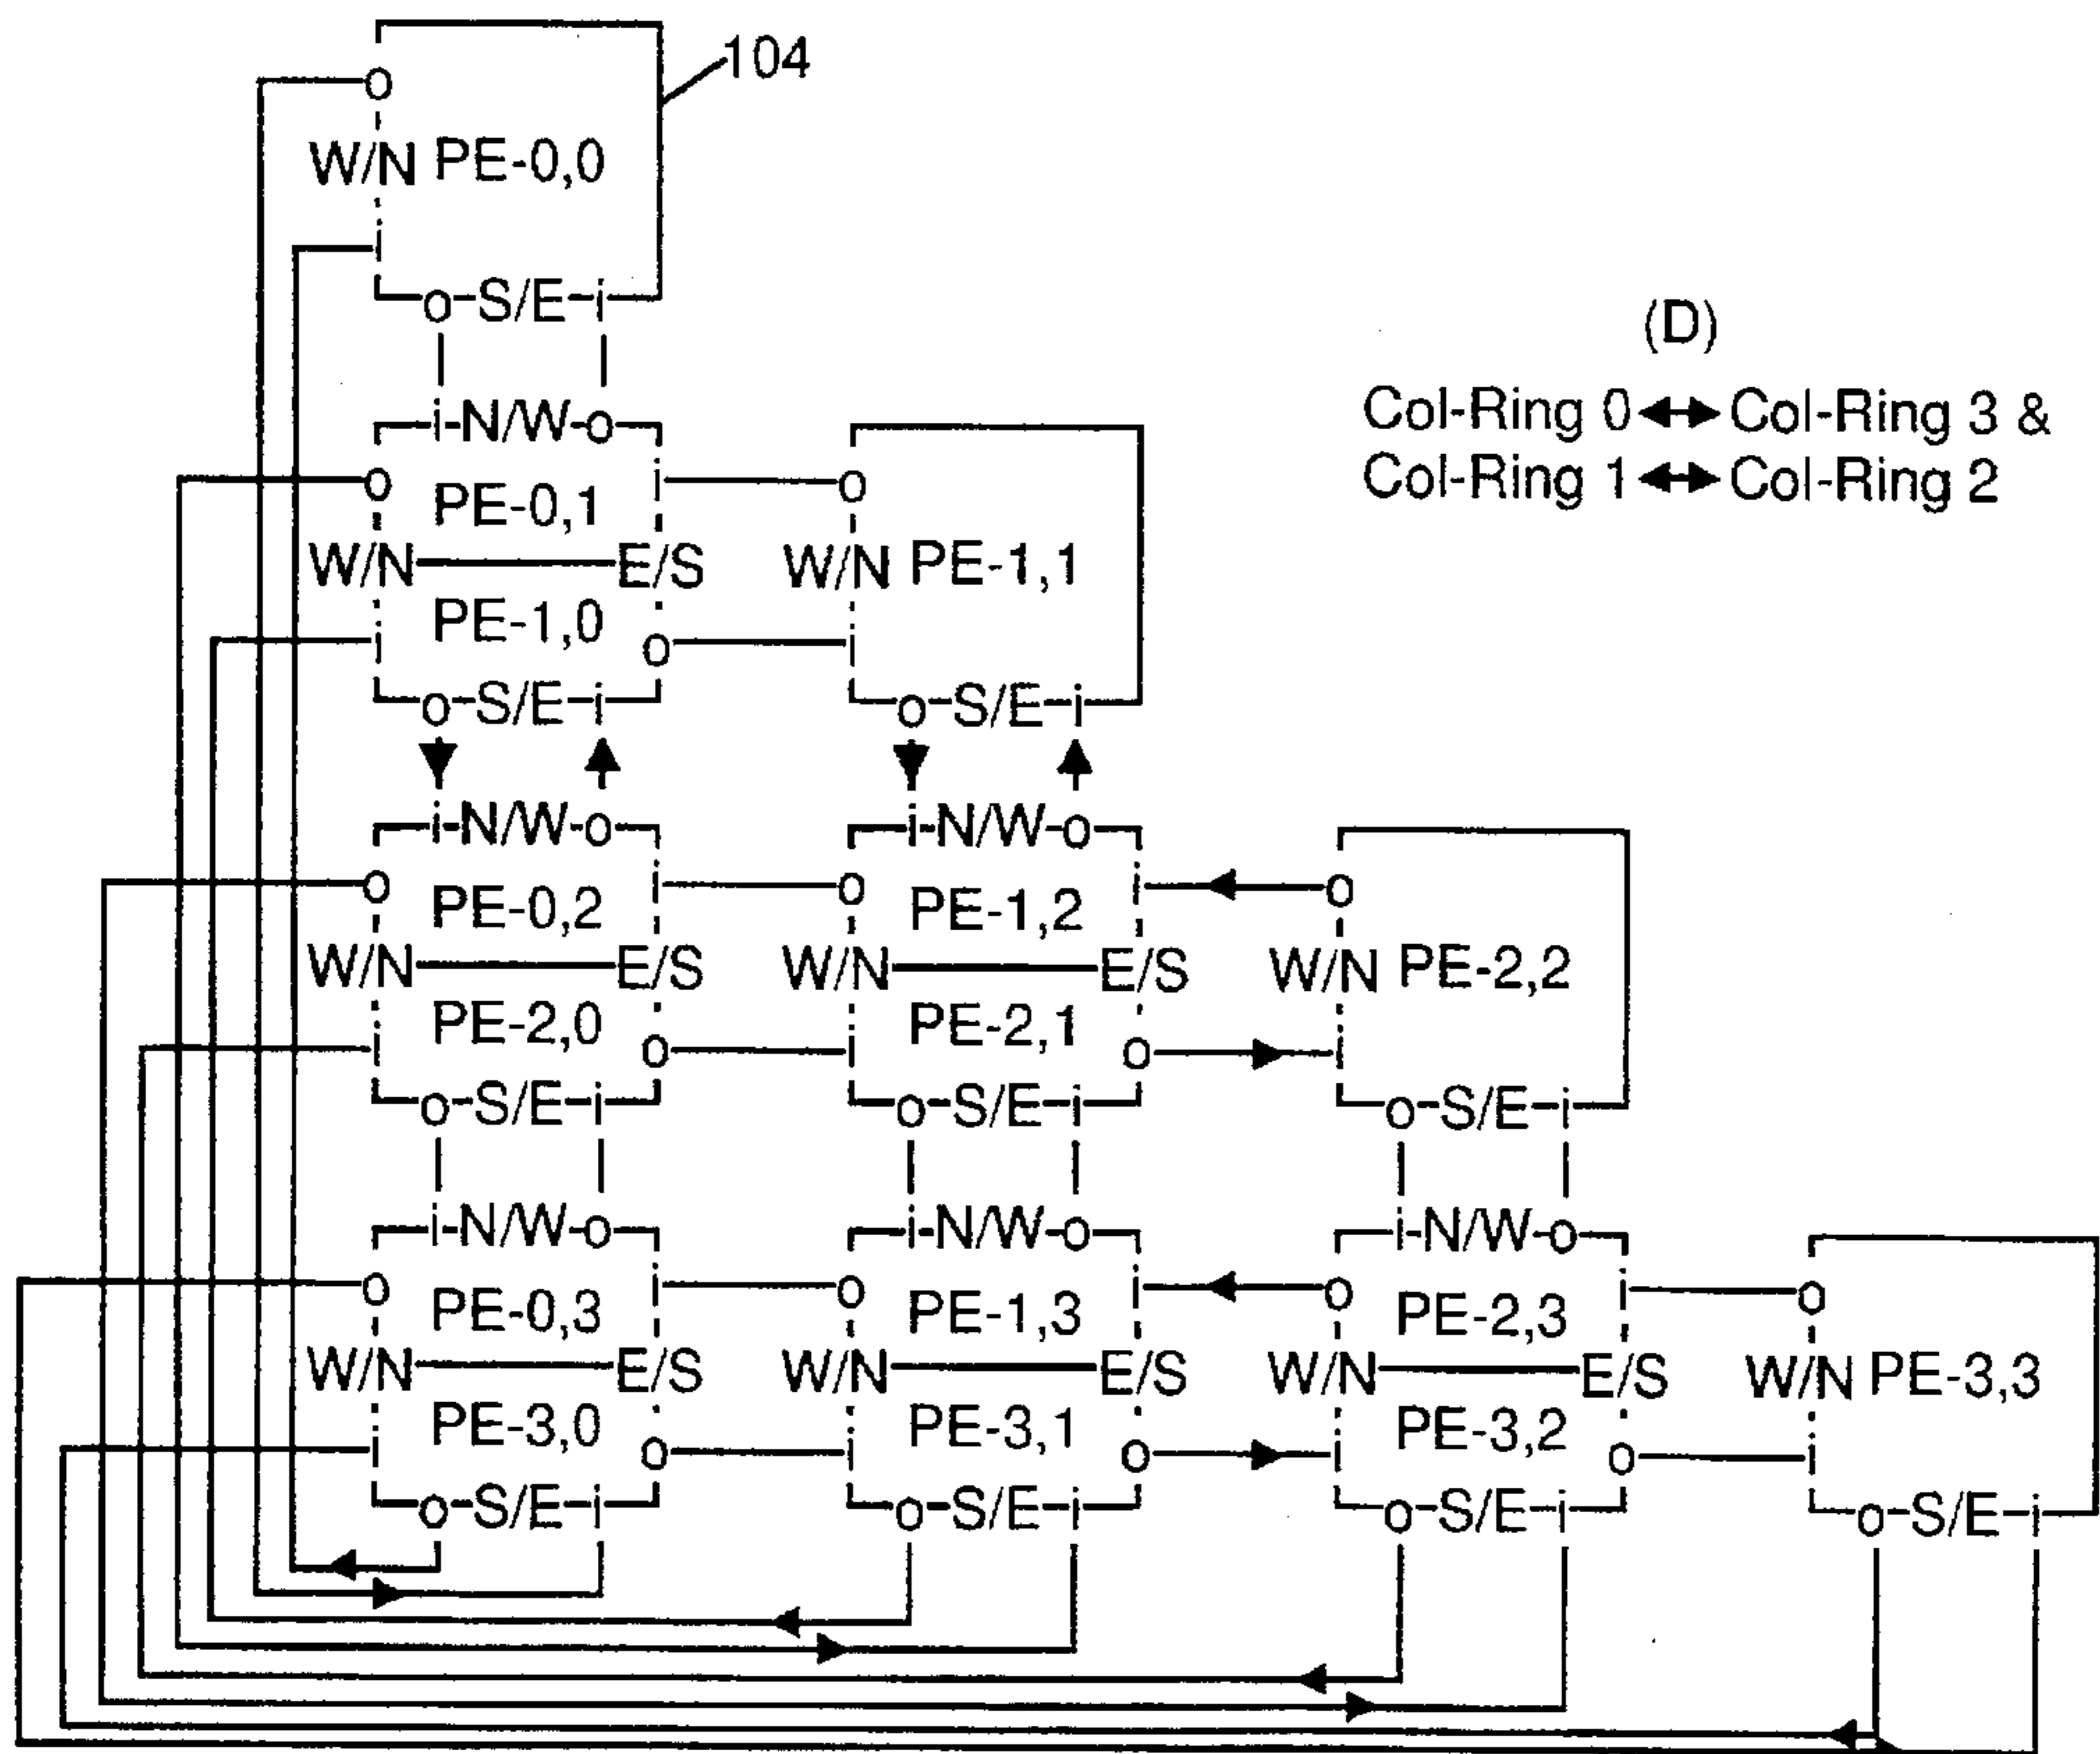 104
o
W/N PE-0,0
i
o-S/E-i
(D)
Col-Ring 0 ◄► Col-Ring 3 &
Col-Ring 1 ◄► Col-Ring 2
i-N/W-o
o PE-0,1 i o
W/N E/S W/N PE-1,1
i PE-1,0 o i
o-S/E-i o-S/E-i
i-N/W-o i-N/W-o
o PE-0,2 i o PE-1,2 i o
W/N E/S W/N E/S W/N PE-2,2
i PE-2,0 o i PE-2,1 o i
o-S/E-i o-S/E-i o-S/E-i
i-N/W-o i-N/W-o i-N/W-o
o PE-0,3 i o PE-1,3 i o PE-2,3 i o
W/N E/S W/N E/S W/N E/S W/N PE-3,3
i PE-3,0 o i PE-3,1 o i PE-3,2 o i
o-S/E-i o-S/E-i o-S/E-i o-S/E-i